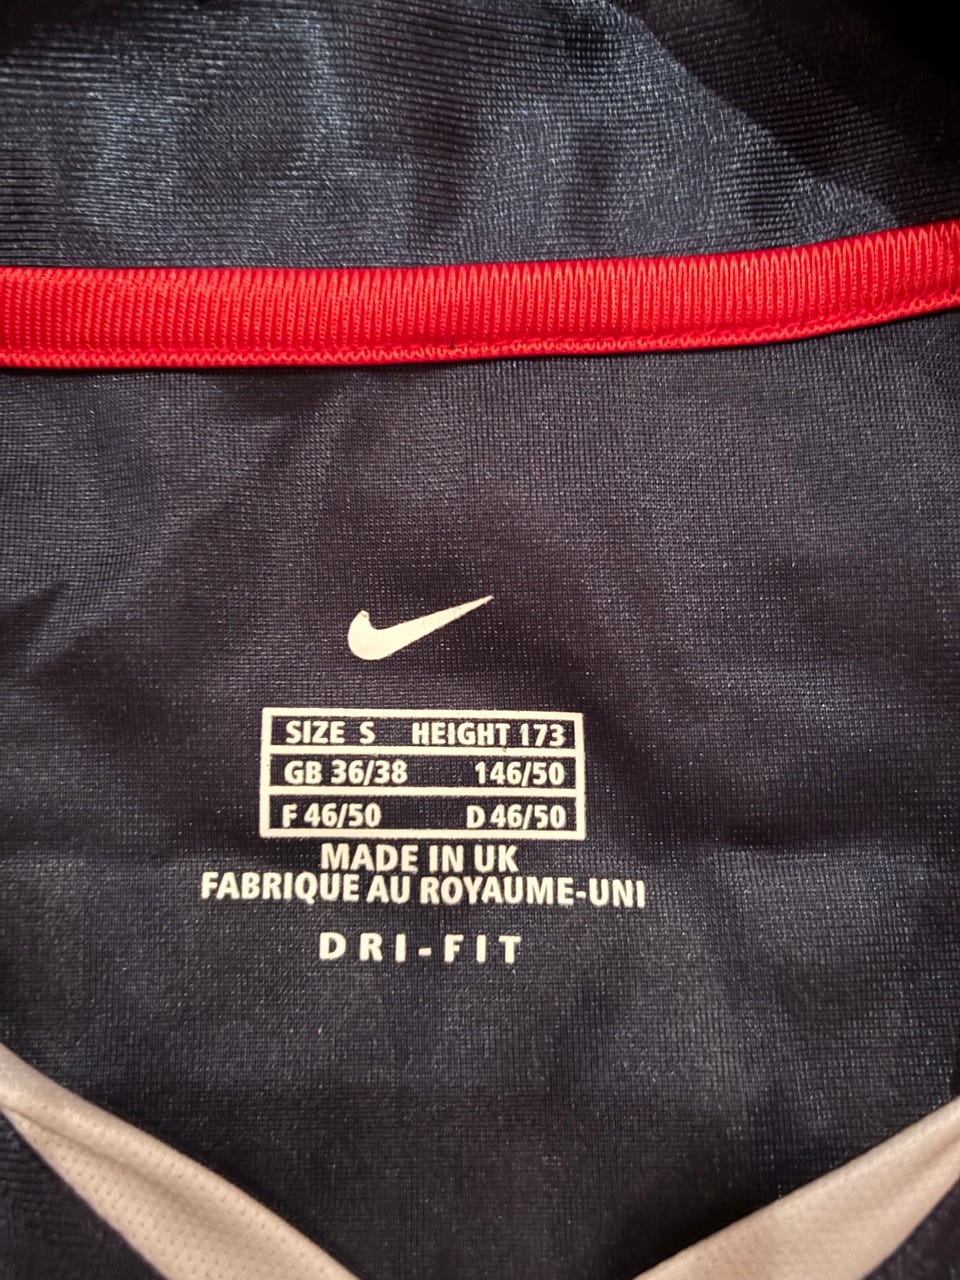 SIZE S HEIGHT 173
GB 36/38 146/50
F 46/50 D 46/50
MADE IN UK
FABRIQUE AU ROYAUME-UNI
DRI-FIT